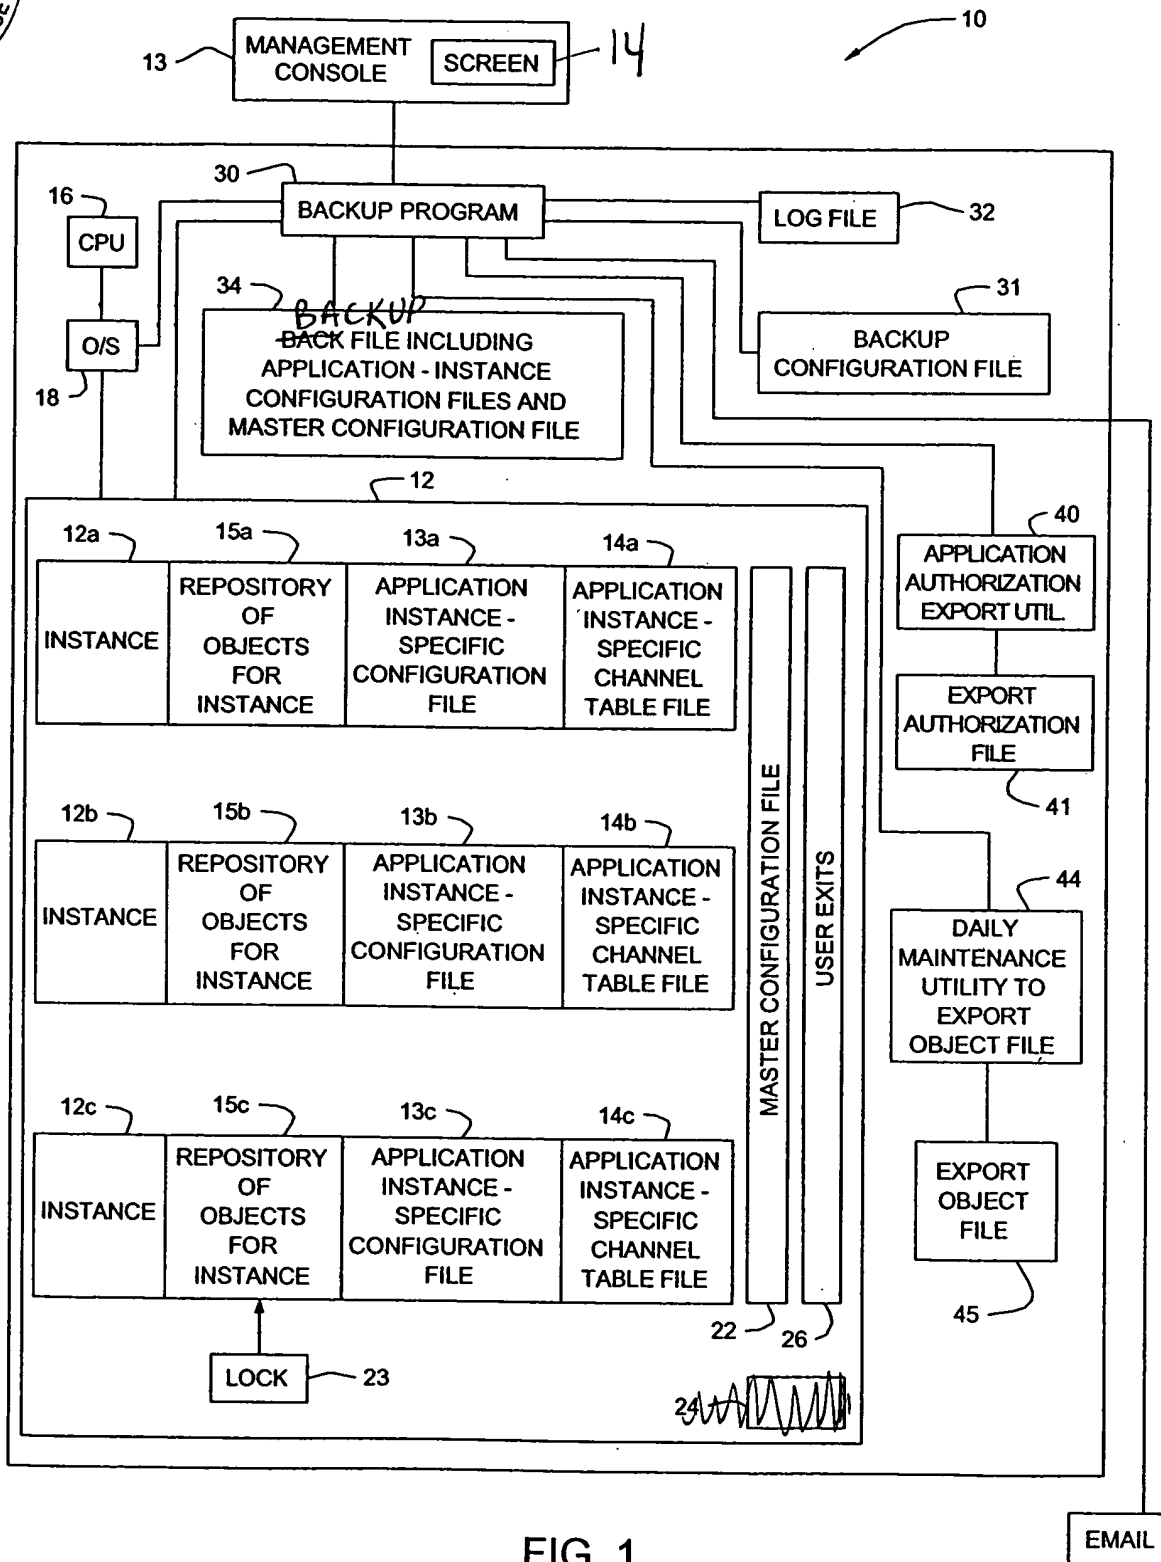 10
MANAGEMENT
CONSOLE
SCREEN
13
14
30
BACKUP PROGRAM
16
CPU
LOG FILE
32
O/S
18
34
BACKUP
BACK FILE INCLUDING
APPLICATION - INSTANCE
CONFIGURATION FILES AND
MASTER CONFIGURATION FILE
31
BACKUP
CONFIGURATION FILE
12
12a
15a
13a
14a
INSTANCE
REPOSITORY
OF
OBJECTS
FOR
INSTANCE
APPLICATION
INSTANCE -
SPECIFIC
CONFIGURATION
FILE
APPLICATION
INSTANCE -
SPECIFIC
CHANNEL
TABLE FILE
40
APPLICATION
AUTHORIZATION
EXPORT UTIL.
EXPORT
AUTHORIZATION
FILE
41
12b
15b
13b
14b
INSTANCE
REPOSITORY
OF
OBJECTS
FOR
INSTANCE
APPLICATION
INSTANCE -
SPECIFIC
CONFIGURATION
FILE
APPLICATION
INSTANCE -
SPECIFIC
CHANNEL
TABLE FILE
MASTER CONFIGURATION FILE
USER EXITS
44
DAILY
MAINTENANCE
UTILITY TO
EXPORT
OBJECT FILE
12c
15c
13c
14c
INSTANCE
REPOSITORY
OF
OBJECTS
FOR
INSTANCE
APPLICATION
INSTANCE -
SPECIFIC
CONFIGURATION
FILE
APPLICATION
INSTANCE -
SPECIFIC
CHANNEL
TABLE FILE
EXPORT
OBJECT
FILE
45
22
26
LOCK
23
24
EMAIL
FIG. 1